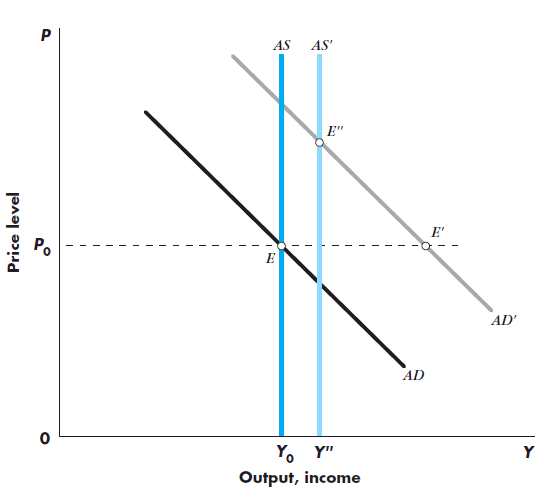 P
AS AS'
E"
E'
P0
E
AD'
AD
0
Y0 Y"
Y
Output, income
Price level